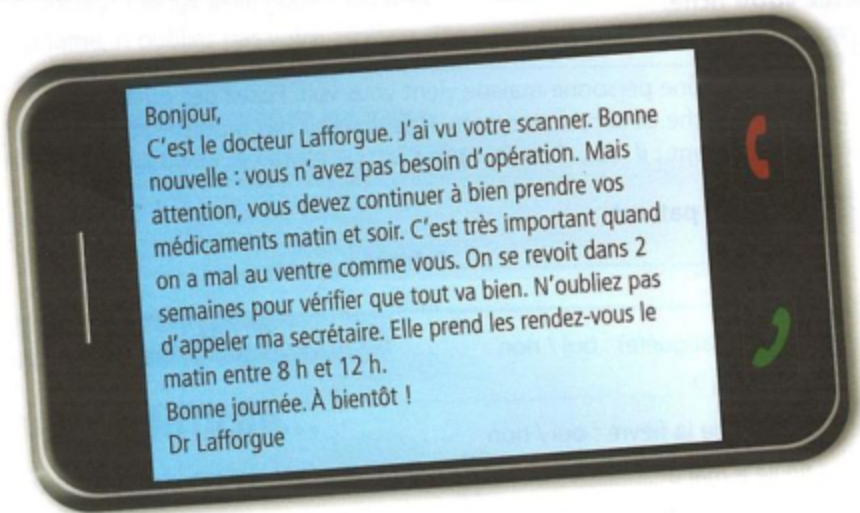 Bonjour,
C'est le docteur Lafforgue. J'ai vu votre scanner. Bonne
nouvelle : vous n'avez pas besoin d'opération. Mais
attention, vous devez continuer à bien prendre vos
médicaments matin et soir. C'est très important quand
on a mal au ventre comme vous. On se revoit dans 2
semaines pour vérifier que tout va bien. N'oubliez pas
d'appeler ma secrétaire. Elle prend les rendez-vous le
matin entre 8 h et 12 h.
Bonne journée. À bientôt !
Dr Lafforgue